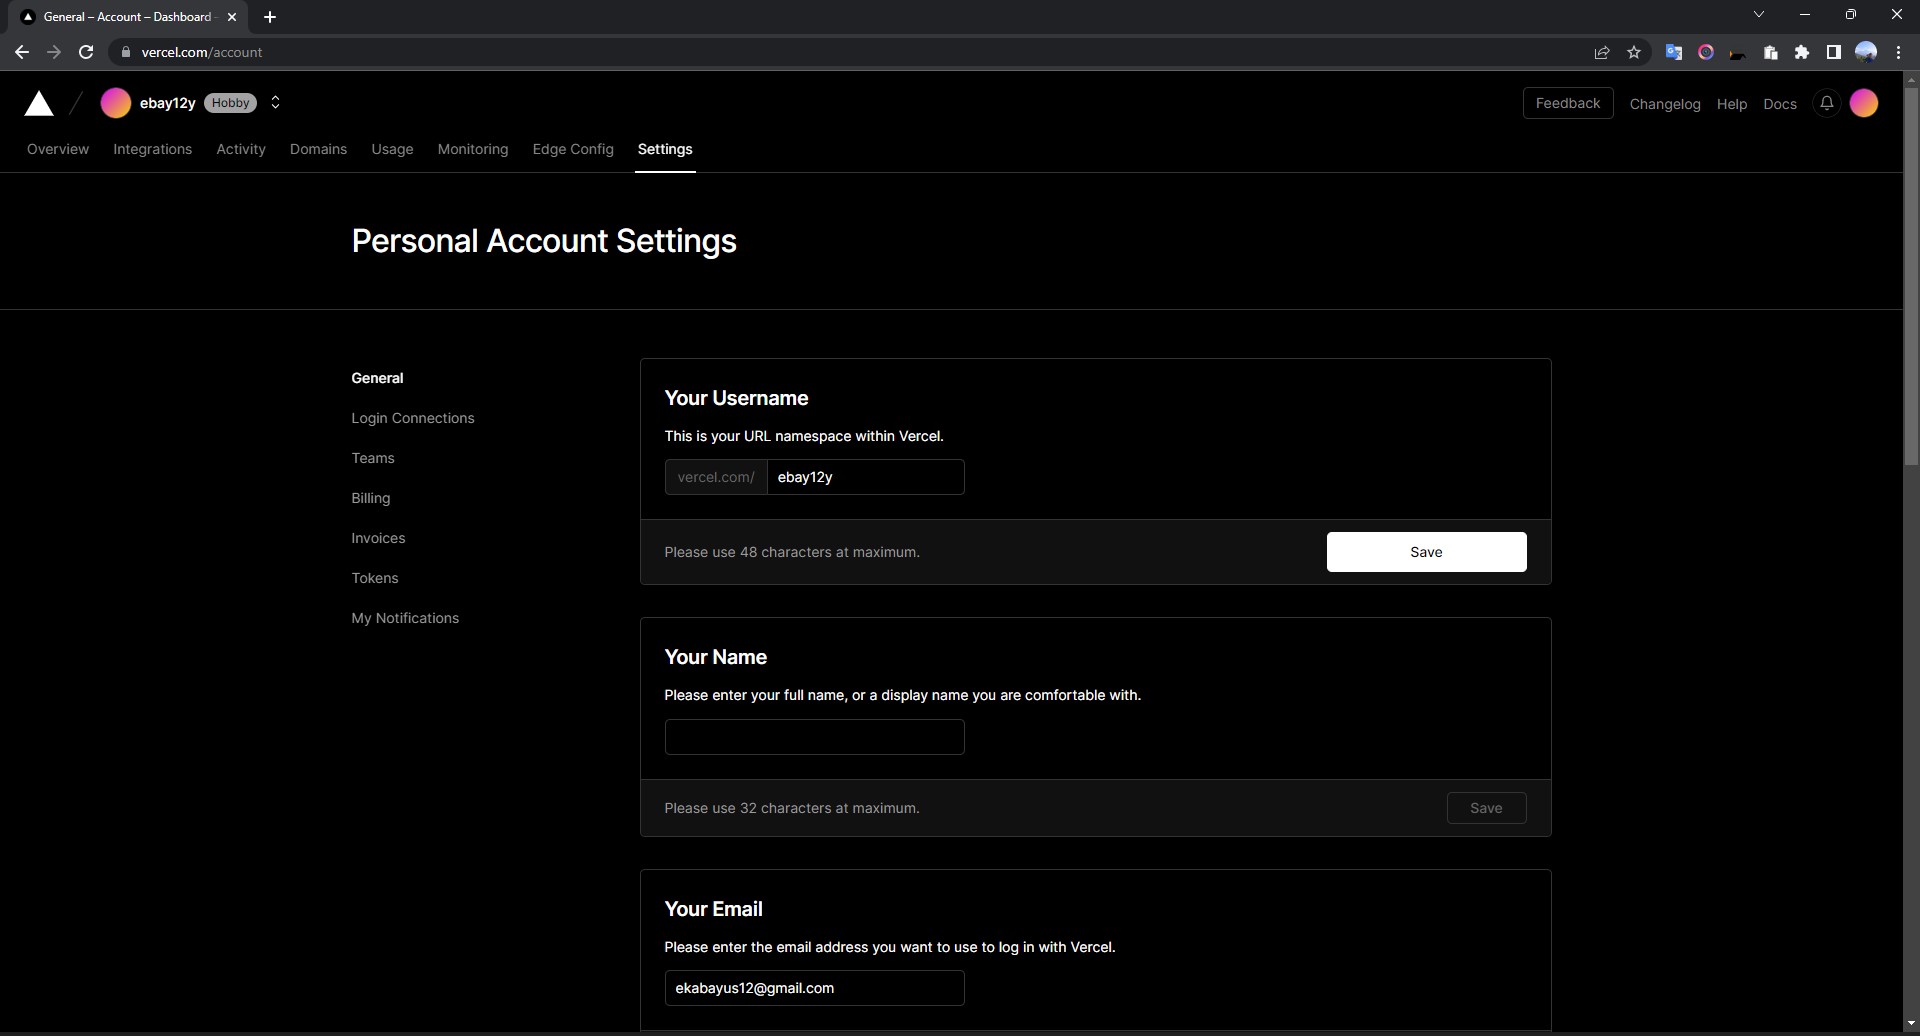 General – Account – Dashboard
vercel.com/account
ebay12y Hobby
Feedback Changelog Help Docs
Overview Integrations Activity Domains Usage Monitoring Edge Config Settings
Personal Account Settings
General
Login Connections
Teams
Billing
Invoices
Tokens
My Notifications
Your Username
This is your URL namespace within Vercel.
vercel.com/ ebay12y
Please use 48 characters at maximum.
Save
Your Name
Please enter your full name, or a display name you are comfortable with.
Please use 32 characters at maximum.
Save
Your Email
Please enter the email address you want to use to log in with Vercel.
ekabayus12@gmail.com